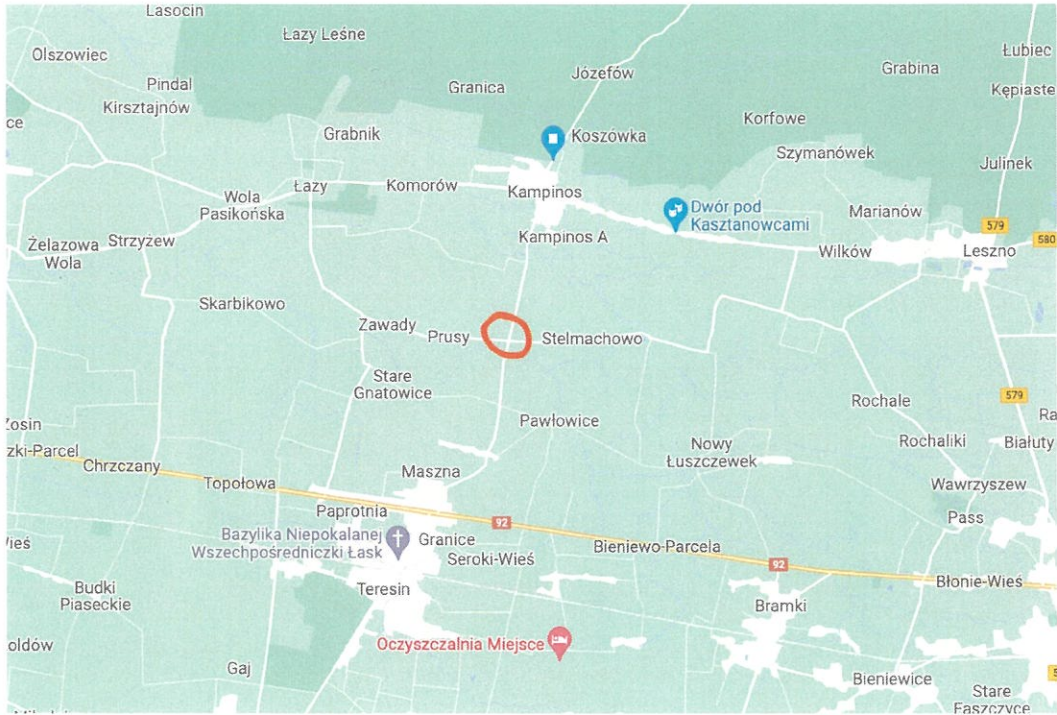 Lasocin
Łazy Leśne
Olszowiec
Łubiec
Józefów
Grabina
Pindal
Granica
Kępiaste
Kirsztajnów
ce
Korfowe
Grabnik
Koszówka
Szymanówek
Julinek
Łazy
Komorów
Kampinos
Wola
Pasikońska
Dwór pod
Kasztanowcami
Marianów
579
Kampinos A
580
Żelazowa
Wola
Strzyżew
Wilków
Leszno
Skarbikowo
Zawady
Prusy
Stelmachowo
Stare
Gnatowice
579
Rochale
Zosin
Pawłowice
Ra
Nowy
Łuszczewek
Rochaliki
Białuty
zki-Parcel
Chrzczany
Maszna
Topołowa
Wawrzyszew
Paprotnia
Pass
92
Bazylika Niepokalanej
Wszechpośredniczki Łask
Granice
Wieś
Bieniewo-Parcela
Seroki-Wieś
92
Teresin
Błonie-Wieś
Budki
Piaseckie
Bramki
oldów
Oczyszczalnia Miejsce
Gaj
Bieniewice
5
Stare
Faszczyce